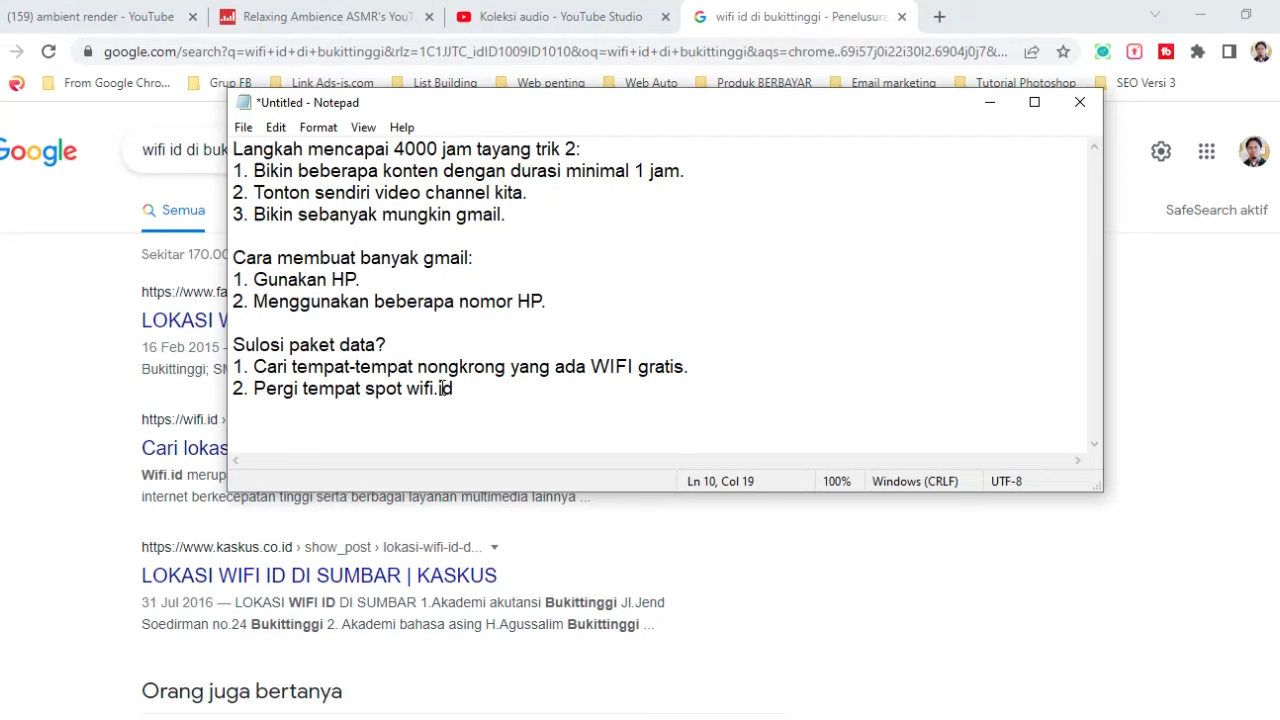 (159) ambient render - YouTube
Relaxing Ambience ASMR's YouT
Koleksi audio - YouTube Studio
wifi id di bukittinggi - Penelusura
google.com/search?q=wifi+id+di+bukittinggi&rlz=1C1JJTC_idID1009ID1010&oq=wifi+id+di+bukittinggi&aqs=chrome..69i57j0i22i30l2.6904j0j7&...
From Google Chro...
Grup FB
Link Ads-is.com
List Building
Web penting
Web Auto
Produk BERBAYAR
Email marketing
Tutorial Photoshop
SEO Versi 3
*Untitled - Notepad
File Edit Format View Help
Google
wifi id di buk
Semua
SafeSearch aktif
Sekitar 170.00
Langkah mencapai 4000 jam tayang trik 2:
1. Bikin beberapa konten dengan durasi minimal 1 jam.
2. Tonton sendiri video channel kita.
3. Bikin sebanyak mungkin gmail.
Cara membuat banyak gmail:
1. Gunakan HP.
2. Menggunakan beberapa nomor HP.
Sulosi paket data?
1. Cari tempat-tempat nongkrong yang ada WIFI gratis.
2. Pergi tempat spot wifi.id
Ln 10, Col 19
100%
Windows (CRLF)
UTF-8
https://www.fa
LOKASI W
16 Feb 2015 —
Bukittinggi; SM
https://wifi.id ›
Cari lokas
Wifi.id merup
internet berkecepatan tinggi serta berbagai layanan multimedia lainnya ...
https://www.kaskus.co.id › show_post › lokasi-wifi-id-d...
LOKASI WIFI ID DI SUMBAR | KASKUS
31 Jul 2016 — LOKASI WIFI ID DI SUMBAR 1.Akademi akutansi Bukittinggi Jl.Jend
Soedirman no.24 Bukittinggi 2. Akademi bahasa asing H.Agussalim Bukittinggi ...
Orang juga bertanya